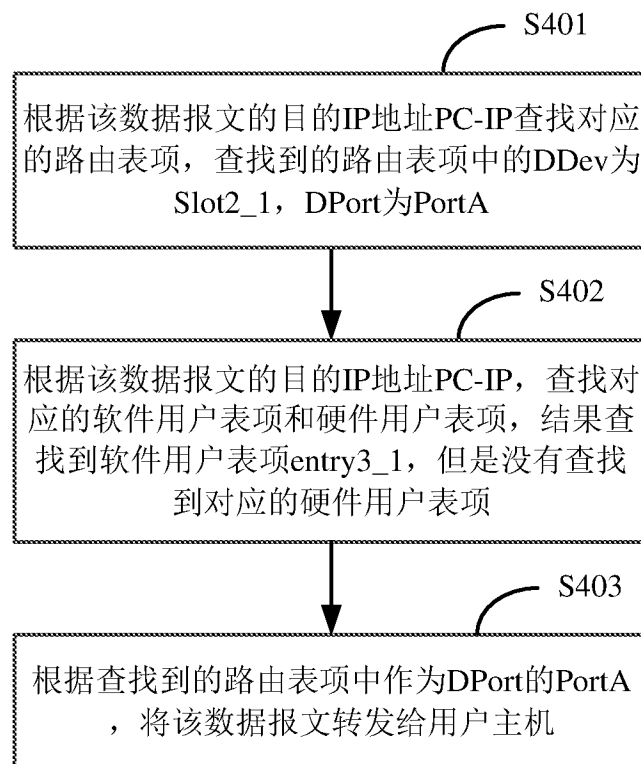 S401
根据该数据报文的目的IP地址PC-IP查找对应
的路由表项，查找到的路由表项中的DDev为
Slot2_1，DPort为PortA
S402
根据该数据报文的目的IP地址PC-IP，查找对
应的软件用户表项和硬件用户表项，结果查
找到软件用户表项entry3_1，但是没有查找
到对应的硬件用户表项
S403
根据查找到的路由表项中作为DPort的PortA
，将该数据报文转发给用户主机